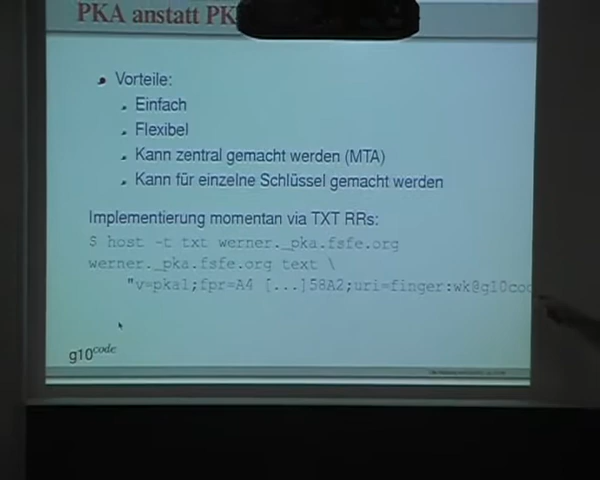 PKA anstatt PK
Vorteile:
Einfach
Flexibel
Kann zentral gemacht werden (MTA)
Kann für einzelne Schlüssel gemacht werden
Implementierung momentan via TXT RRs:
$ host -t txt werner._pka.fsfe.org
werner._pka.fsfe.org text \
"v=pka1;fpr=A4 [...]58A2;uri=finger:wk@g10cod
g10code